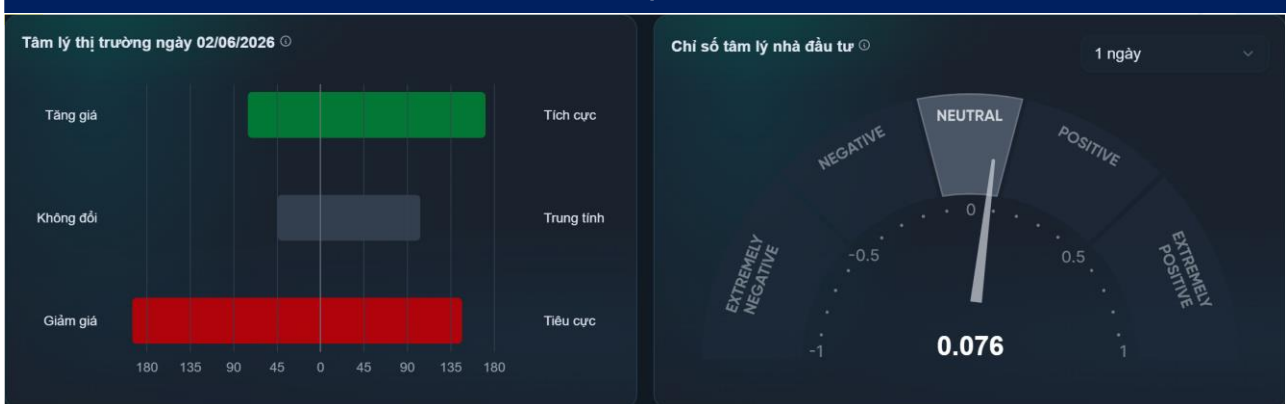 Tâm lý thị trường ngày 02/06/2026
Tăng giá
Tích cực
Không đổi
Trung tính
Giảm giá
Tiêu cực
180 135 90 45 0 45 90 135 180
Chỉ số tâm lý nhà đầu tư
1 ngày
EXTREMELY NEGATIVE
NEGATIVE
NEUTRAL
POSITIVE
EXTREMELY POSITIVE
-1
-0.5
0
0.5
1
0.076